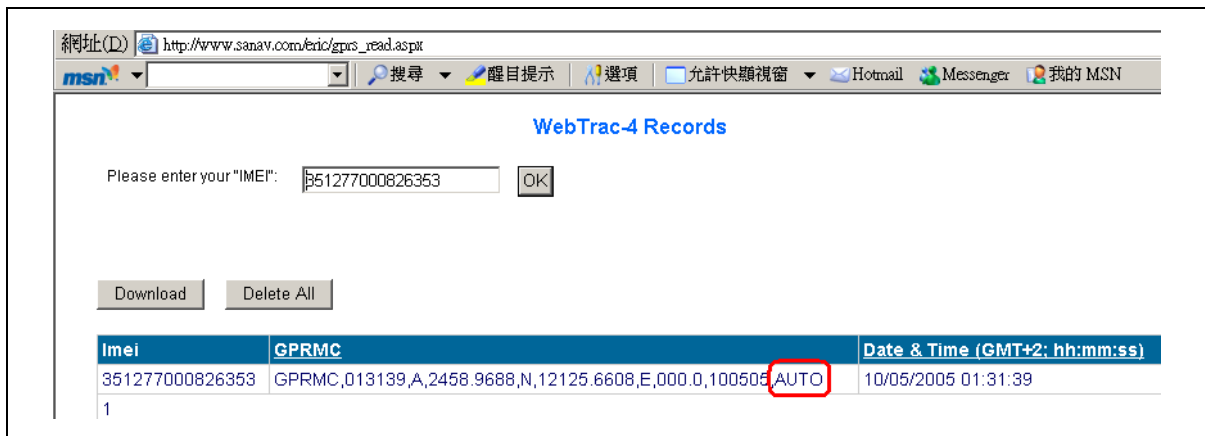 網址(D) http://www.sanav.com/eric/gprs_read.aspx
msn 搜尋 醒目提示 選項 允許快顯視窗 Hotmail Messenger 我的 MSN
WebTrac-4 Records
Please enter your "IMEI": 351277000826353 OK
Download Delete All
Imei GPRMC Date & Time (GMT+2; hh:mm:ss)
351277000826353 GPRMC,013139,A,2458.9688,N,12125.6608,E,000.0,100505,AUTO 10/05/2005 01:31:39
1